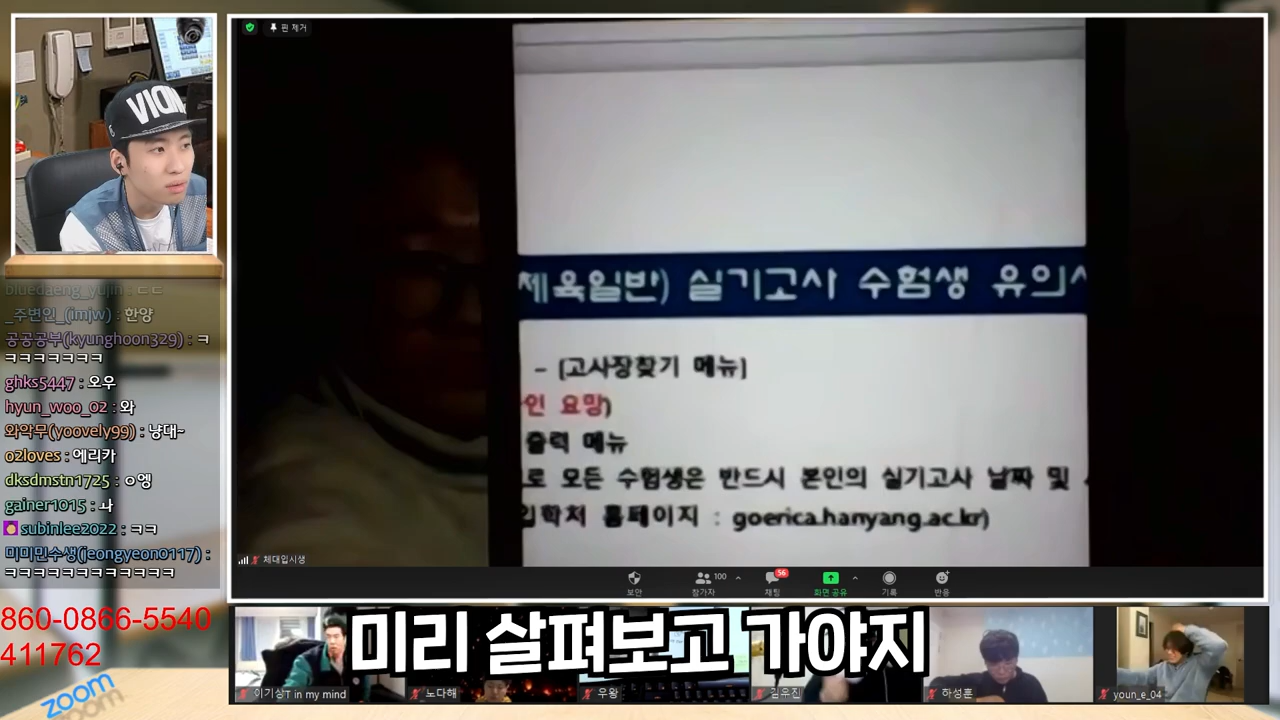 VION
핀 제거
체육일반) 실기고사 수험생 유의사
- [고사장찾기 메뉴]
인 요망)
출력 메뉴
로 모든 수험생은 반드시 본인의 실기고사 날짜 및
입학처 홈페이지 : goerica.hanyang.ac.kr)
체대입시생
보안
참가자
100
채팅
56
화면 공유
기록
반응
bluedaeng_yujin : ㄷㄷ
_주변인_(imjw) : 한양
공공공부(kyunghoon329) : ㅋ
ㅋㅋㅋㅋㅋㅋㅋ
ghks5447 : 오우
hyun_woo_02 : 와
와악무(yoovely99) : 냥대~
o2loves : 에리카
dksdmstn1725 : ㅇ엥
gainer1015 : ㅘ
subinlee2022 : ㅋㅋ
미미민수생(jeongyeon0117) :
ㅋㅋㅋㅋㅋㅋㅋㅋㅋㅋㅋㅋ
860-0866-5540
411762
zoom
미리 살펴보고 가야지
이기상T in my mind
노다해
우왕
김우진
하성훈
youn_e_04